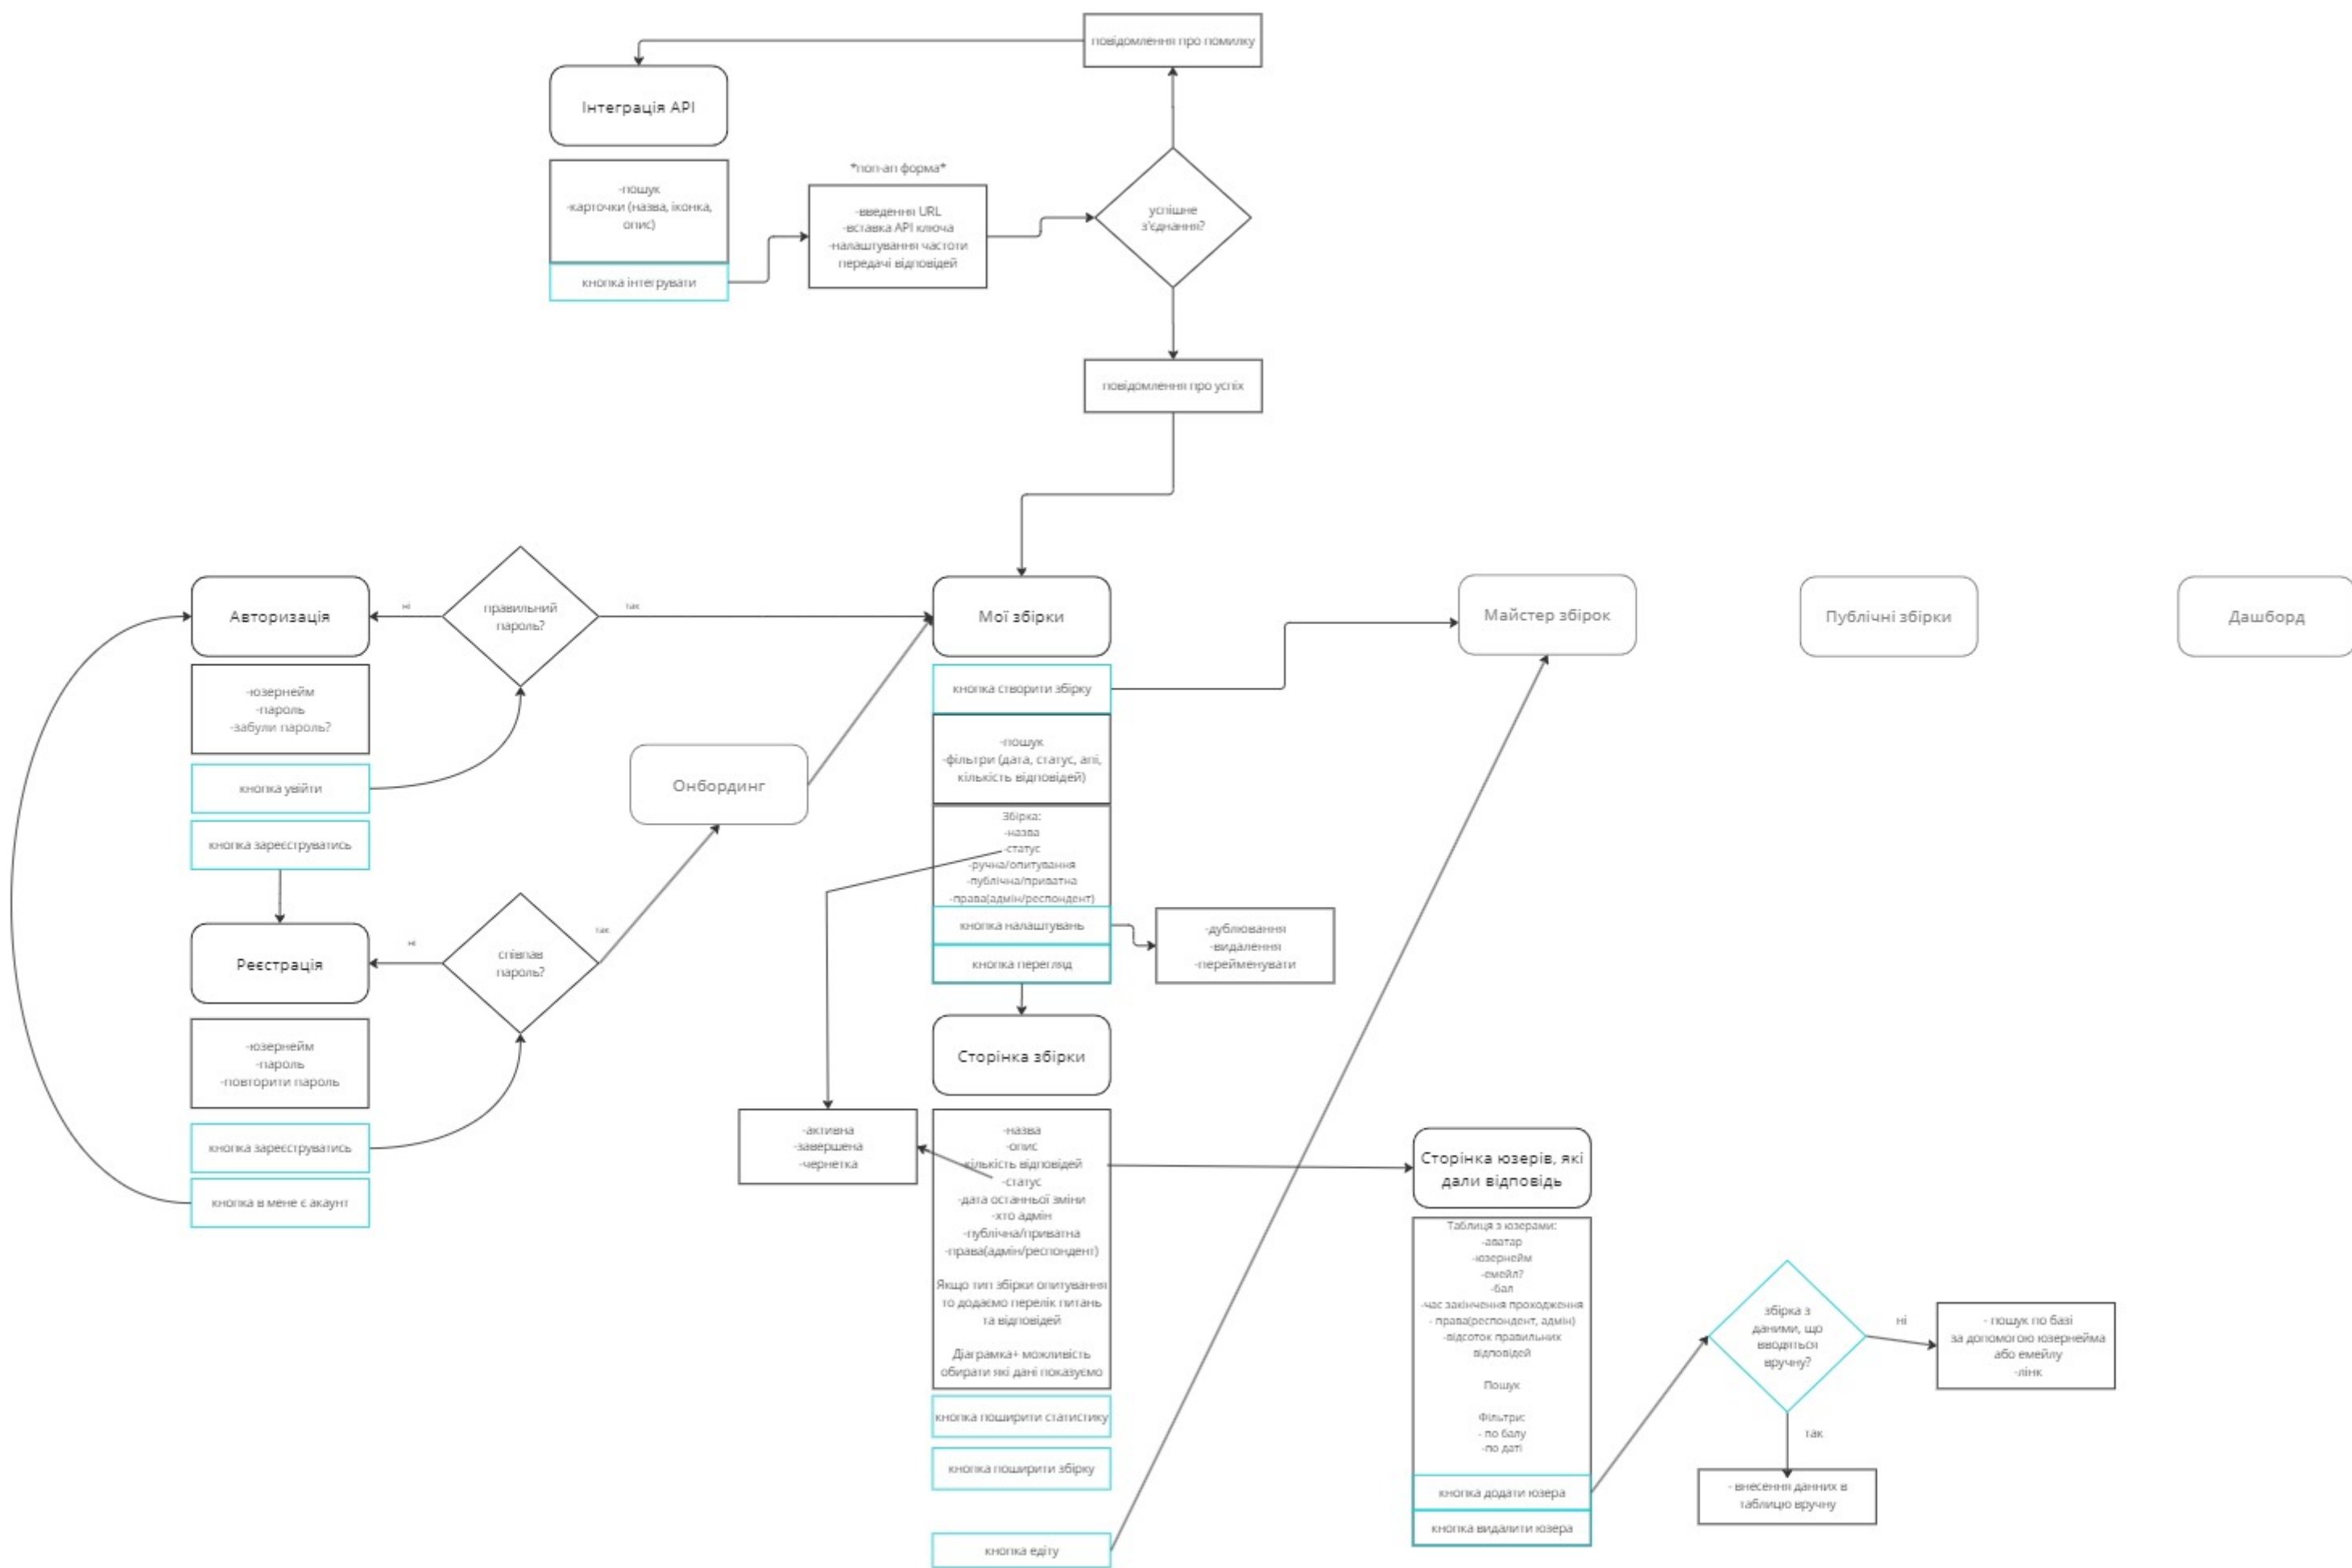 повідомлення про помилку
Інтеграція API
-пошук
-карточки (назва, іконка,
опис)
кнопка інтегрувати
*поп-ап форма*
-введення URL
-вставка API ключа
-налаштування частоти
передачі відповідей
успішне
з'єднання?
повідомлення про успіх
Авторизація
ні
правильний
пароль?
так
-юзернейм
-пароль
-забули пароль?
кнопка увійти
кнопка зареєструватись
Реєстрація
ні
співпав
пароль?
так
Онбординг
-юзернейм
-пароль
-повторити пароль
кнопка зареєструватись
кнопка в мене є акаунт
Мої збірки
кнопка створити збірку
-пошук
-фільтри (дата, статус, апі,
кількість відповідей)
Збірка:
-назва
-статус
-ручна/опитування
-публічна/приватна
-права(адмін/респондент)
кнопка налаштувань
кнопка перегляд
-дублювання
-видалення
-перейменувати
Майстер збірок
Публічні збірки
Дашборд
Сторінка збірки
-активна
-завершена
-чернетка
-назва
-опис
-кількість відповідей
-статус
-дата останньої зміни
-хто адмін
-публічна/приватна
-права(адмін/респондент)
Якщо тип збірки опитування
то додаємо перелік питань
та відповідей
Діаграмка+ можливість
обирати які дані показуємо
кнопка поширити статистику
кнопка поширити збірку
кнопка едіту
Сторінка юзерів, які
дали відповідь
Таблиця з юзерами:
-аватар
-юзернейм
-емейл?
-бал
-час закінчення проходження
- права(респондент, адмін)
-відсоток правильних
відповідей
Пошук
Фільтри:
- по балу
-по даті
кнопка додати юзера
кнопка видалити юзера
збірка з
даними, що
вводяться
вручну?
ні
- пошук по базі
за допомогою юзернейма
або емейлу
-лінк
так
- внесення данних в
таблицю вручну